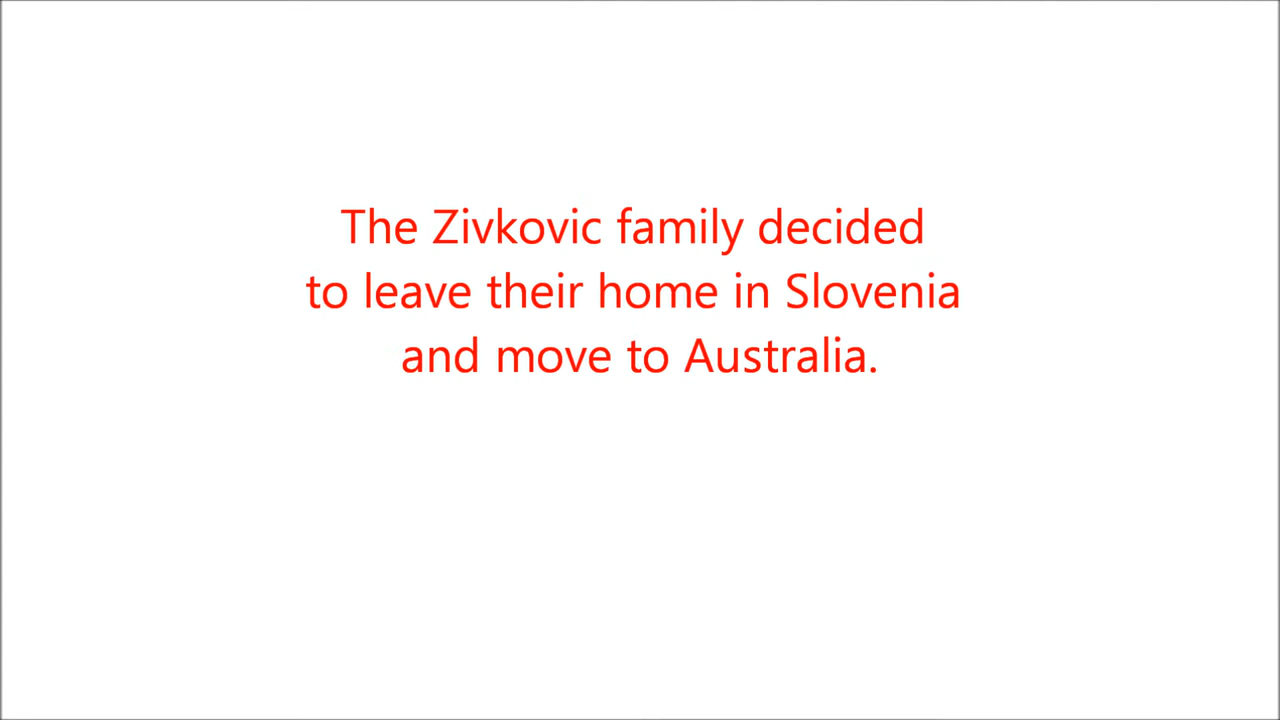 The Zivkovic family decided
to leave their home in Slovenia
and move to Australia.